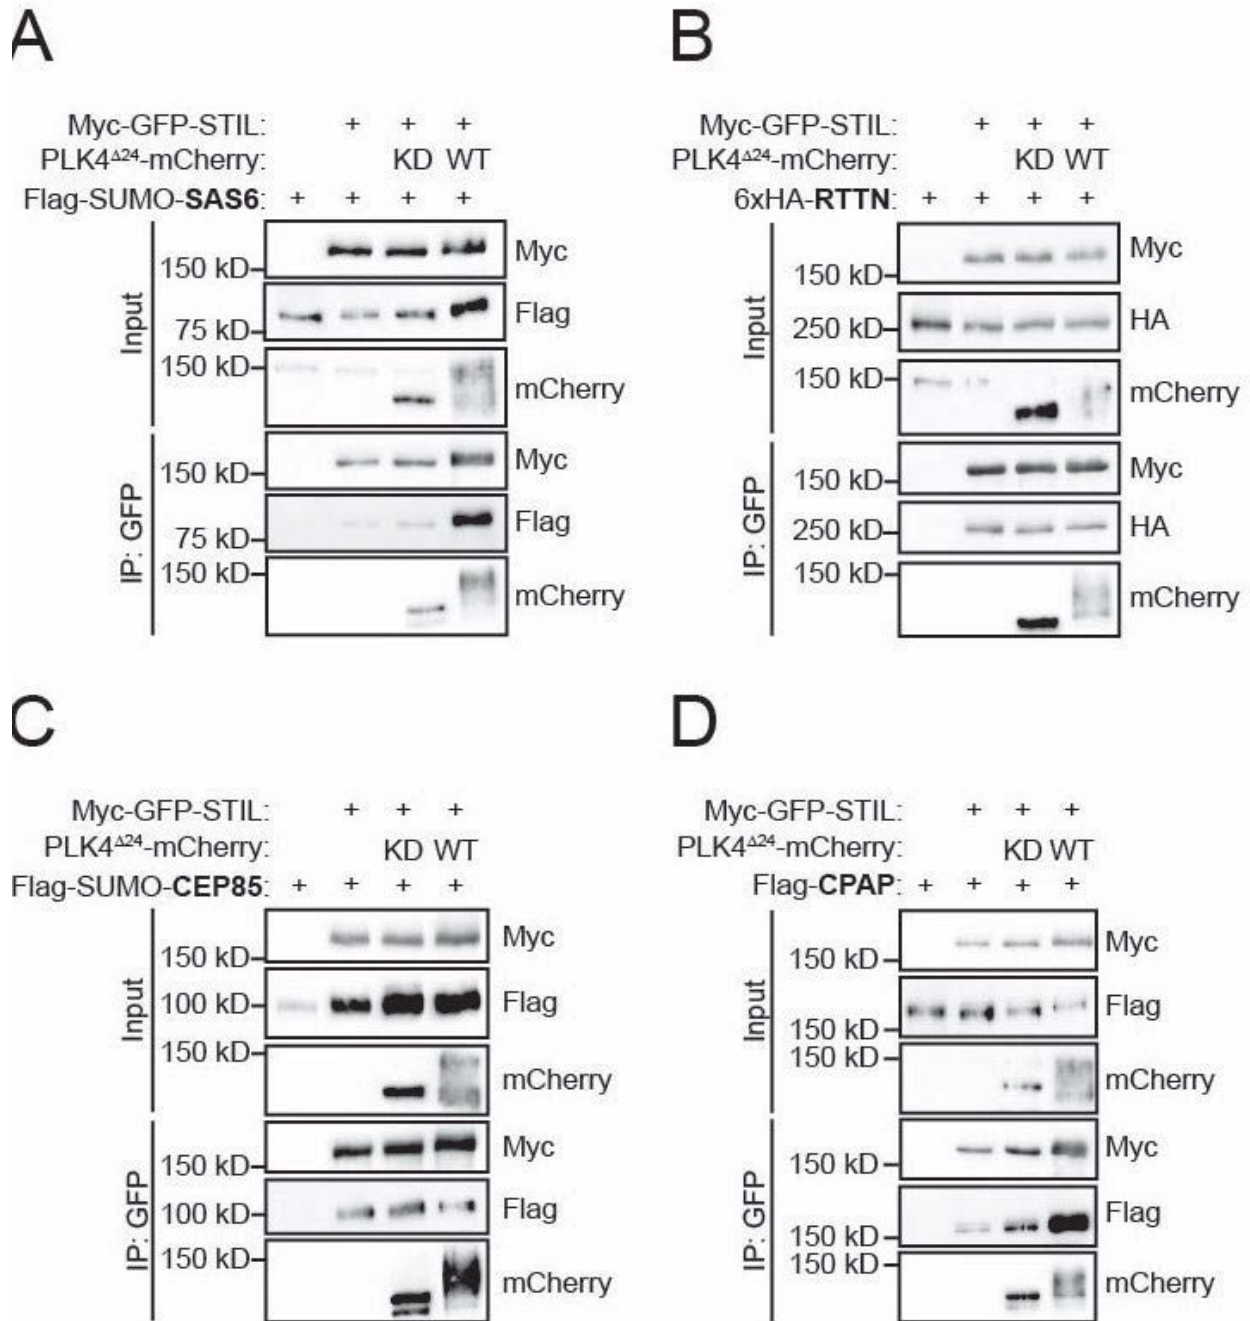 A
Myc-GFP-STIL: + + +
PLK4Δ24-mCherry: KD WT
Flag-SUMO-SAS6: + + + +
Input
150 kD Myc
75 kD Flag
150 kD mCherry
IP: GFP
150 kD Myc
75 kD Flag
150 kD mCherry
B
Myc-GFP-STIL: + + +
PLK4Δ24-mCherry: KD WT
6xHA-RTTN: + + + +
Input
150 kD Myc
250 kD HA
150 kD mCherry
IP: GFP
150 kD Myc
250 kD HA
150 kD mCherry
C
Myc-GFP-STIL: + + +
PLK4Δ24-mCherry: KD WT
Flag-SUMO-CEP85: + + + +
Input
150 kD Myc
100 kD Flag
150 kD mCherry
IP: GFP
150 kD Myc
100 kD Flag
150 kD mCherry
D
Myc-GFP-STIL: + + +
PLK4Δ24-mCherry: KD WT
Flag-CPAP: + + + +
Input
150 kD Myc
150 kD Flag
150 kD mCherry
IP: GFP
150 kD Myc
150 kD Flag
150 kD mCherry